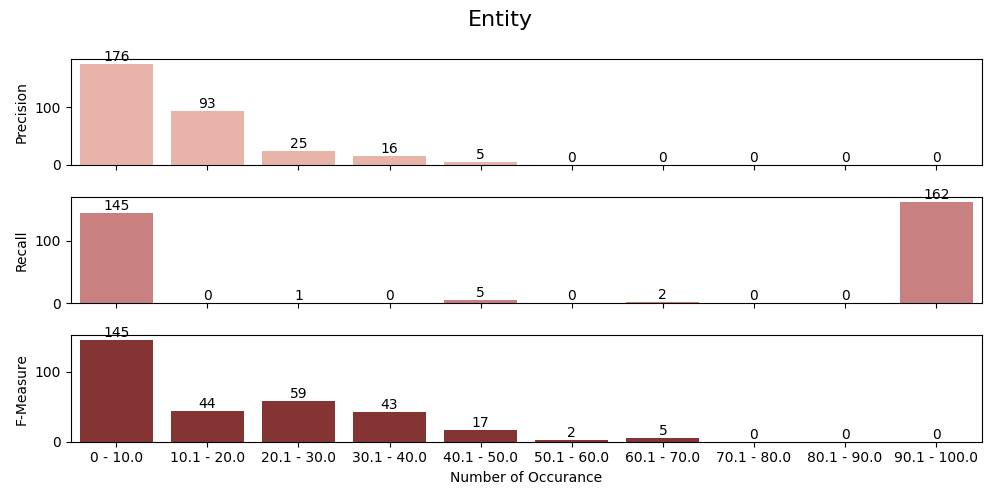 Entity
176 93 25 16 5 0 0 0 0 0
100
0
Precision
145 0 1 0 5 0 2 0 0 162
100
0
Recall
145 44 59 43 17 2 5 0 0 0
100
0
F-Measure
0 - 10.0 10.1 - 20.0 20.1 - 30.0 30.1 - 40.0 40.1 - 50.0 50.1 - 60.0 60.1 - 70.0 70.1 - 80.0 80.1 - 90.0 90.1 - 100.0
Number of Occurance